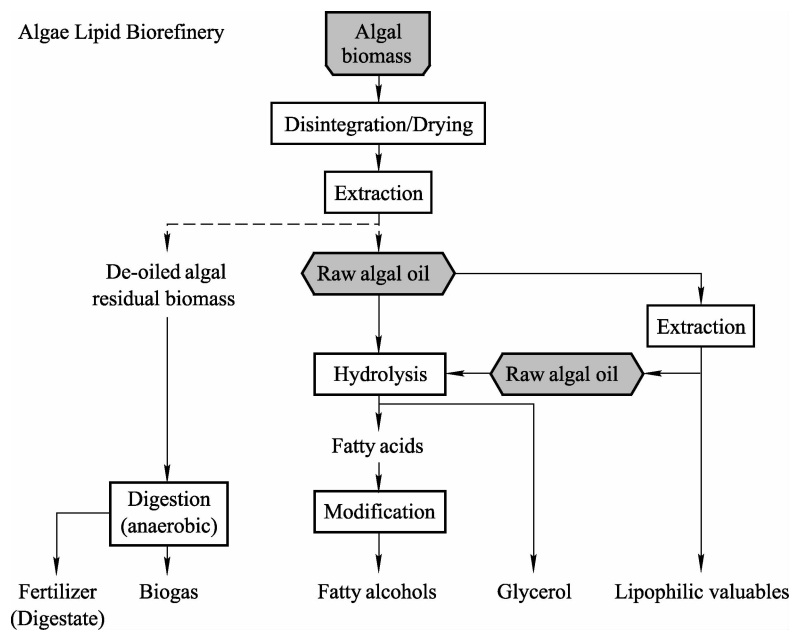 Algae Lipid Biorefinery
Algal
biomass
Disintegration/Drying
Extraction
De-oiled algal
residual biomass
Raw algal oil
Extraction
Hydrolysis
Raw algal oil
Fatty acids
Digestion
(anaerobic)
Modification
Fertilizer
(Digestate)
Biogas
Fatty alcohols
Glycerol
Lipophilic valuables